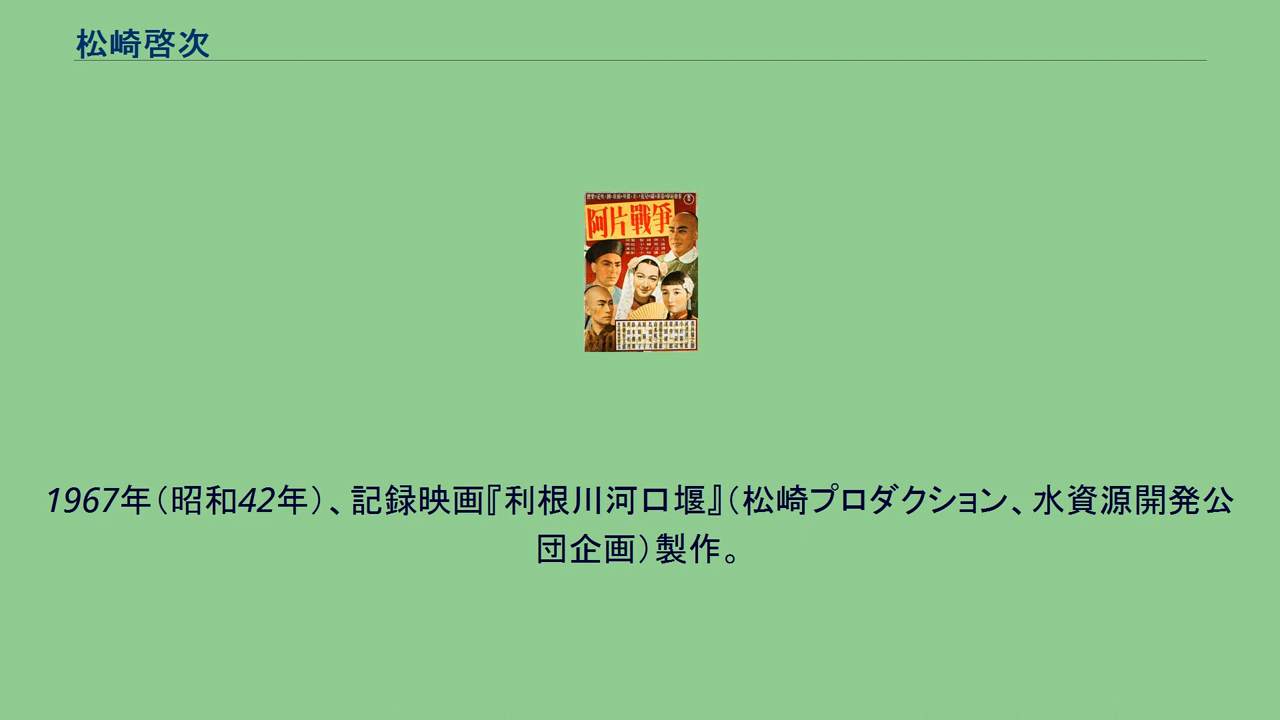 松崎啓次
阿片戰爭
1967年（昭和42年）、記録映画『利根川河口堰』（松崎プロダクション、水資源開発公
団企画）製作。